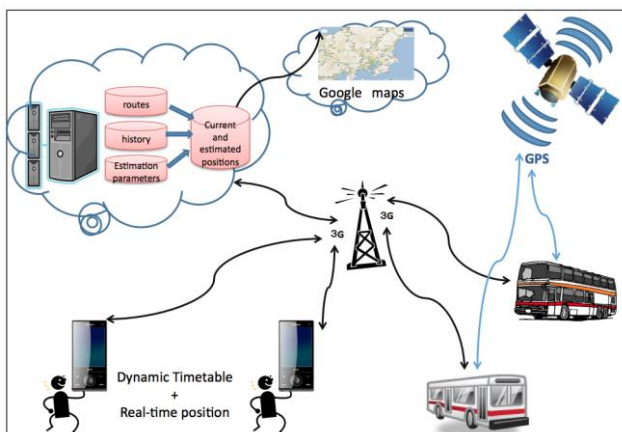 routes
history
Estimation
parameters
Current
and
estimated
positions
Google maps
GPS
3G
3G
Dynamic Timetable
+
Real-time position